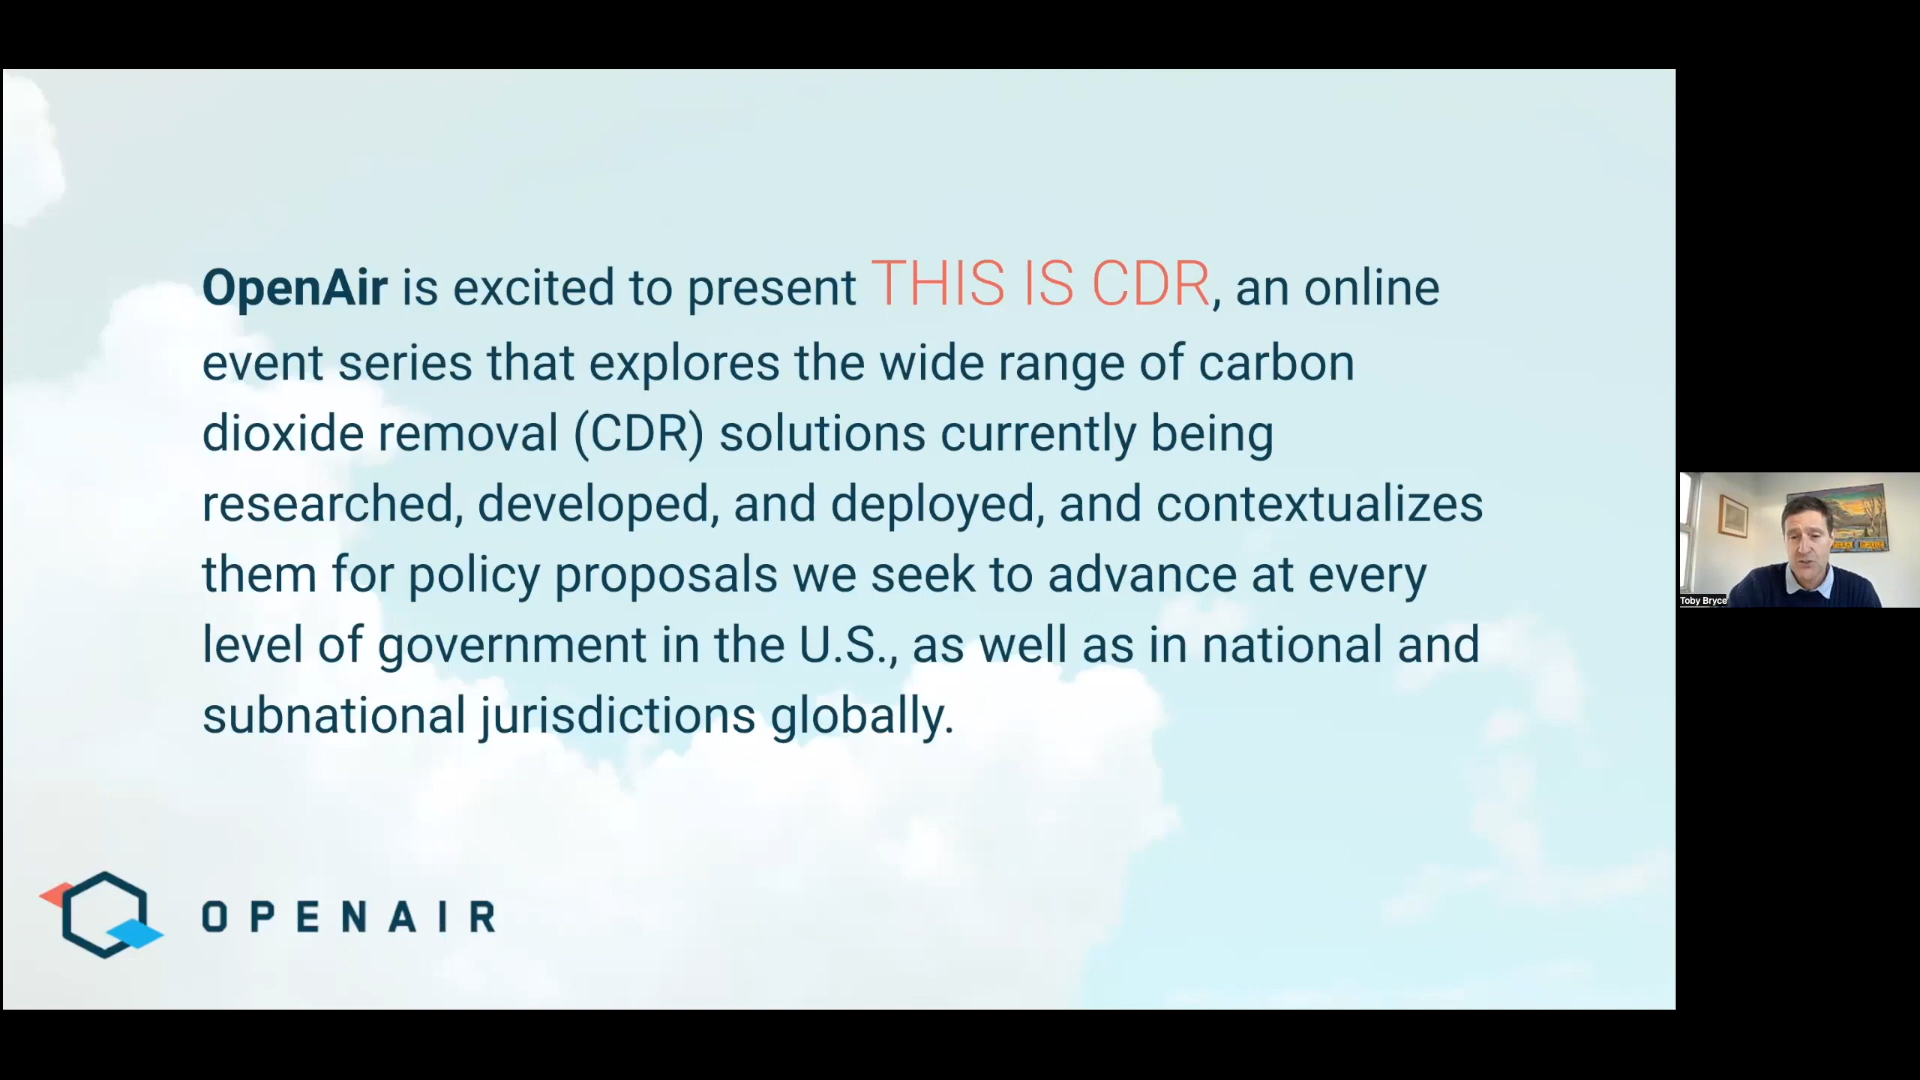 OpenAir is excited to present THIS IS CDR, an online
event series that explores the wide range of carbon
dioxide removal (CDR) solutions currently being
researched, developed, and deployed, and contextualizes
them for policy proposals we seek to advance at every
level of government in the U.S., as well as in national and
subnational jurisdictions globally.
OPENAIR
Toby Bryce